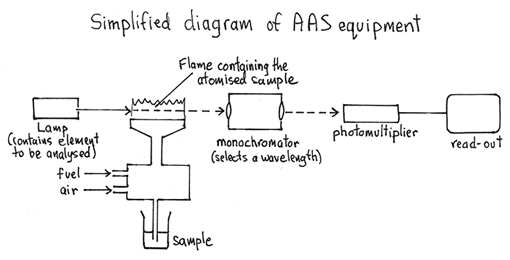 Simplified diagram of AAS equipment
Flame containing the
atomised sample
Lamp
(contains element
to be analysed)
monochromator
(selects a wavelength)
photomultiplier
read-out
fuel
air
sample